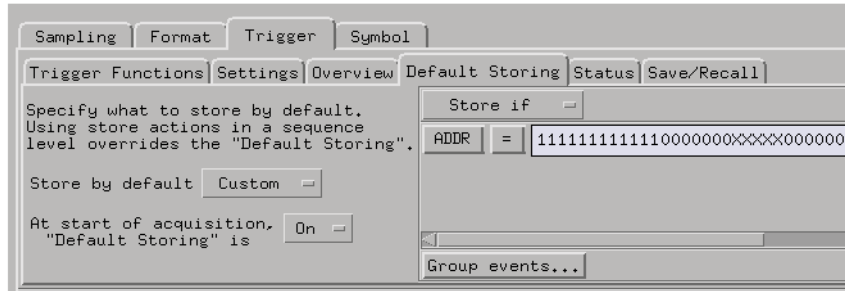 Sampling Format Trigger Symbol
Trigger Functions Settings Overview Default Storing Status Save/Recall
Specify what to store by default.
Using store actions in a sequence
level overrides the "Default Storing".
Store by default Custom
At start of acquisition,
"Default Storing" is On
Store if
ADDR = 1111111111110000000XXXXX000000
Group events...